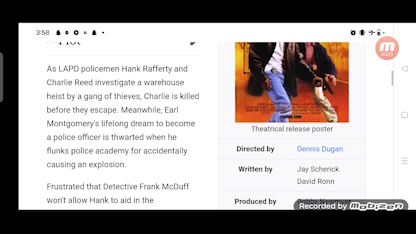 3:58
Plot
As LAPD policemen Hank Rafferty and
Charlie Reed investigate a warehouse
heist by a gang of thieves, Charlie is killed
before they escape. Meanwhile, Earl
Montgomery's lifelong dream to become
a police officer is thwarted when he
flunks police academy for accidentally
causing an explosion.
Frustrated that Detective Frank McDuff
won't allow Hank to aid in the
Theatrical release poster
Directed by Dennis Dugan
Written by Jay Scherick
David Ronn
Produced by
Recorded by Mobizen